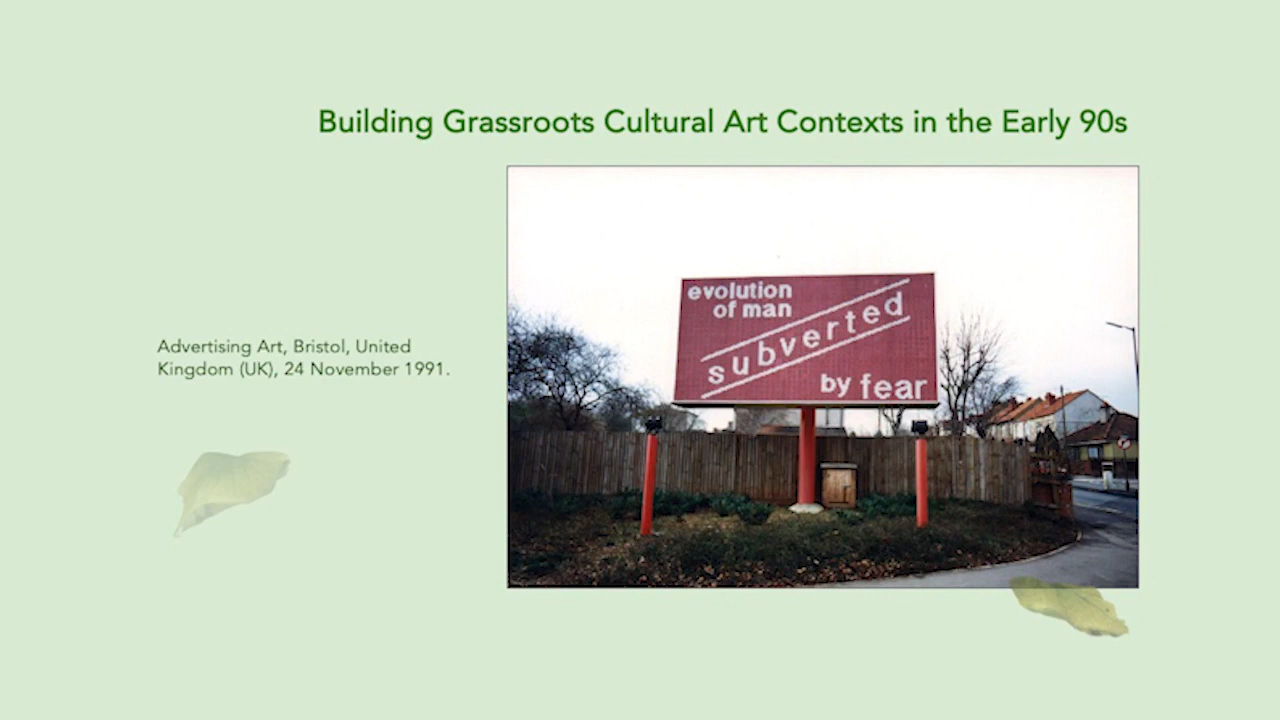 Building Grassroots Cultural Art Contexts in the Early 90s
evolution
of man
subverted
by fear
Advertising Art, Bristol, United
Kingdom (UK), 24 November 1991.